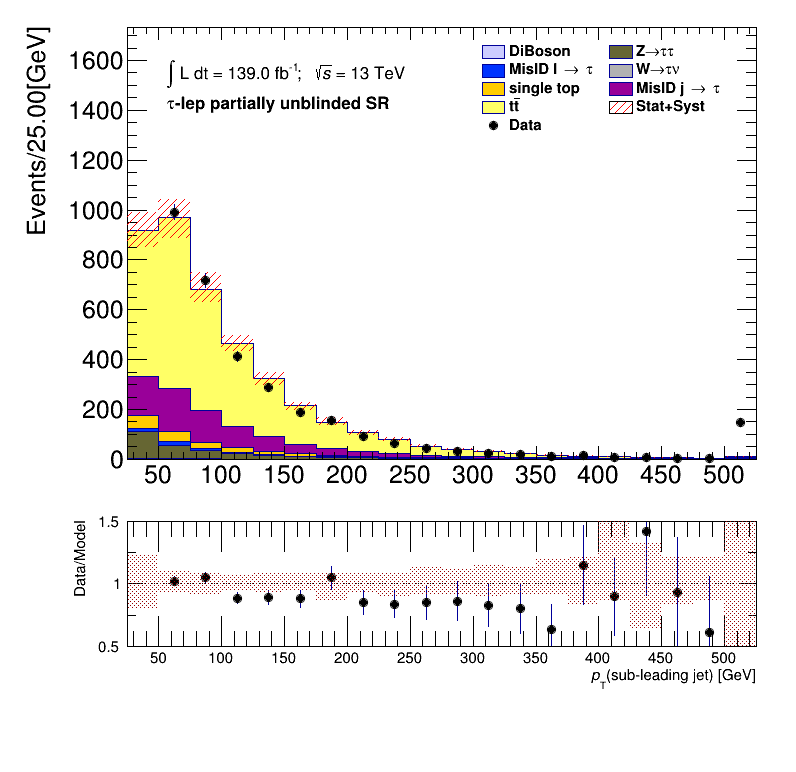 Events/25.00[GeV]
1600
1400
1200
1000
800
600
400
200
0
∫ L dt = 139.0 fb⁻¹; √s = 13 TeV
τ-lep partially unblinded SR
DiBoson
MisID l → τ
single top
tt̄
Data
Z→ττ
W→τν
MisID j → τ
Stat+Syst
50 100 150 200 250 300 350 400 450 500
Data/Model
1.5
1
0.5
50 100 150 200 250 300 350 400 450 500
p_T(sub-leading jet) [GeV]